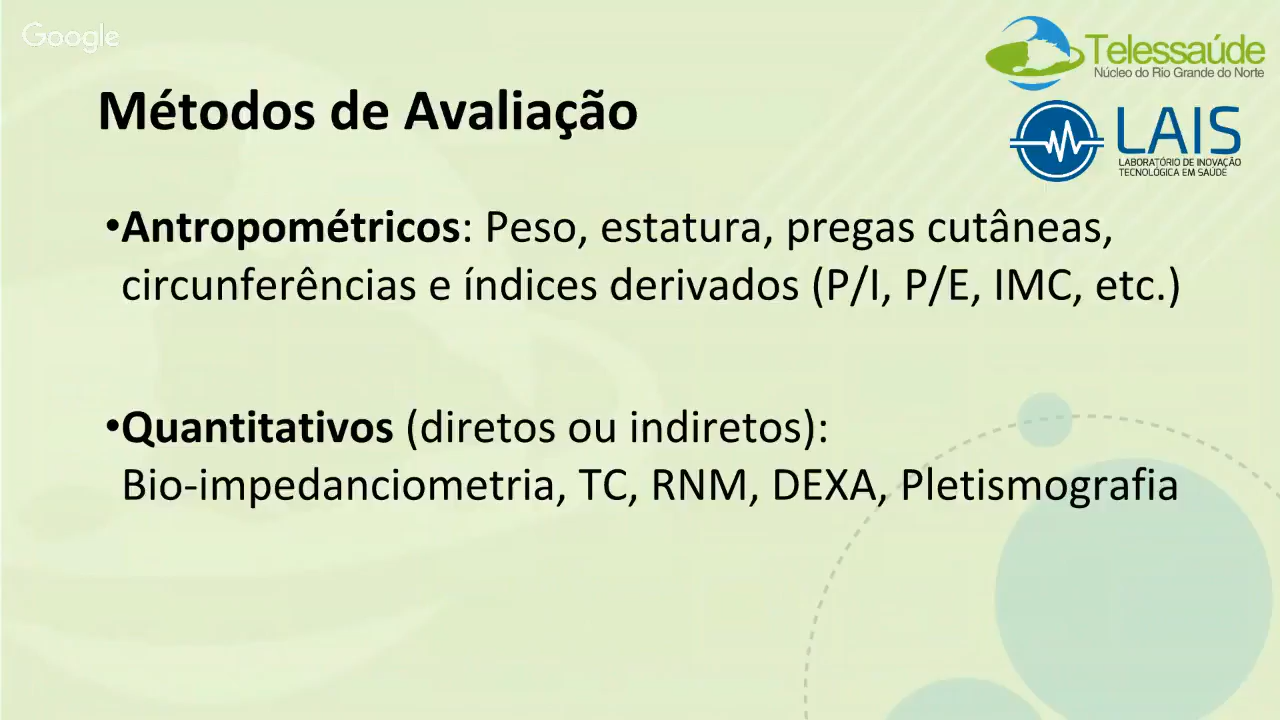 Google
Telessaúde
Núcleo do Rio Grande do Norte
Métodos de Avaliação
LAIS
LABORATÓRIO DE INOVAÇÃO
TECNOLÓGICA EM SAÚDE
•Antropométricos: Peso, estatura, pregas cutâneas,
circunferências e índices derivados (P/I, P/E, IMC, etc.)
•Quantitativos (diretos ou indiretos):
Bio-impedanciometria, TC, RNM, DEXA, Pletismografia